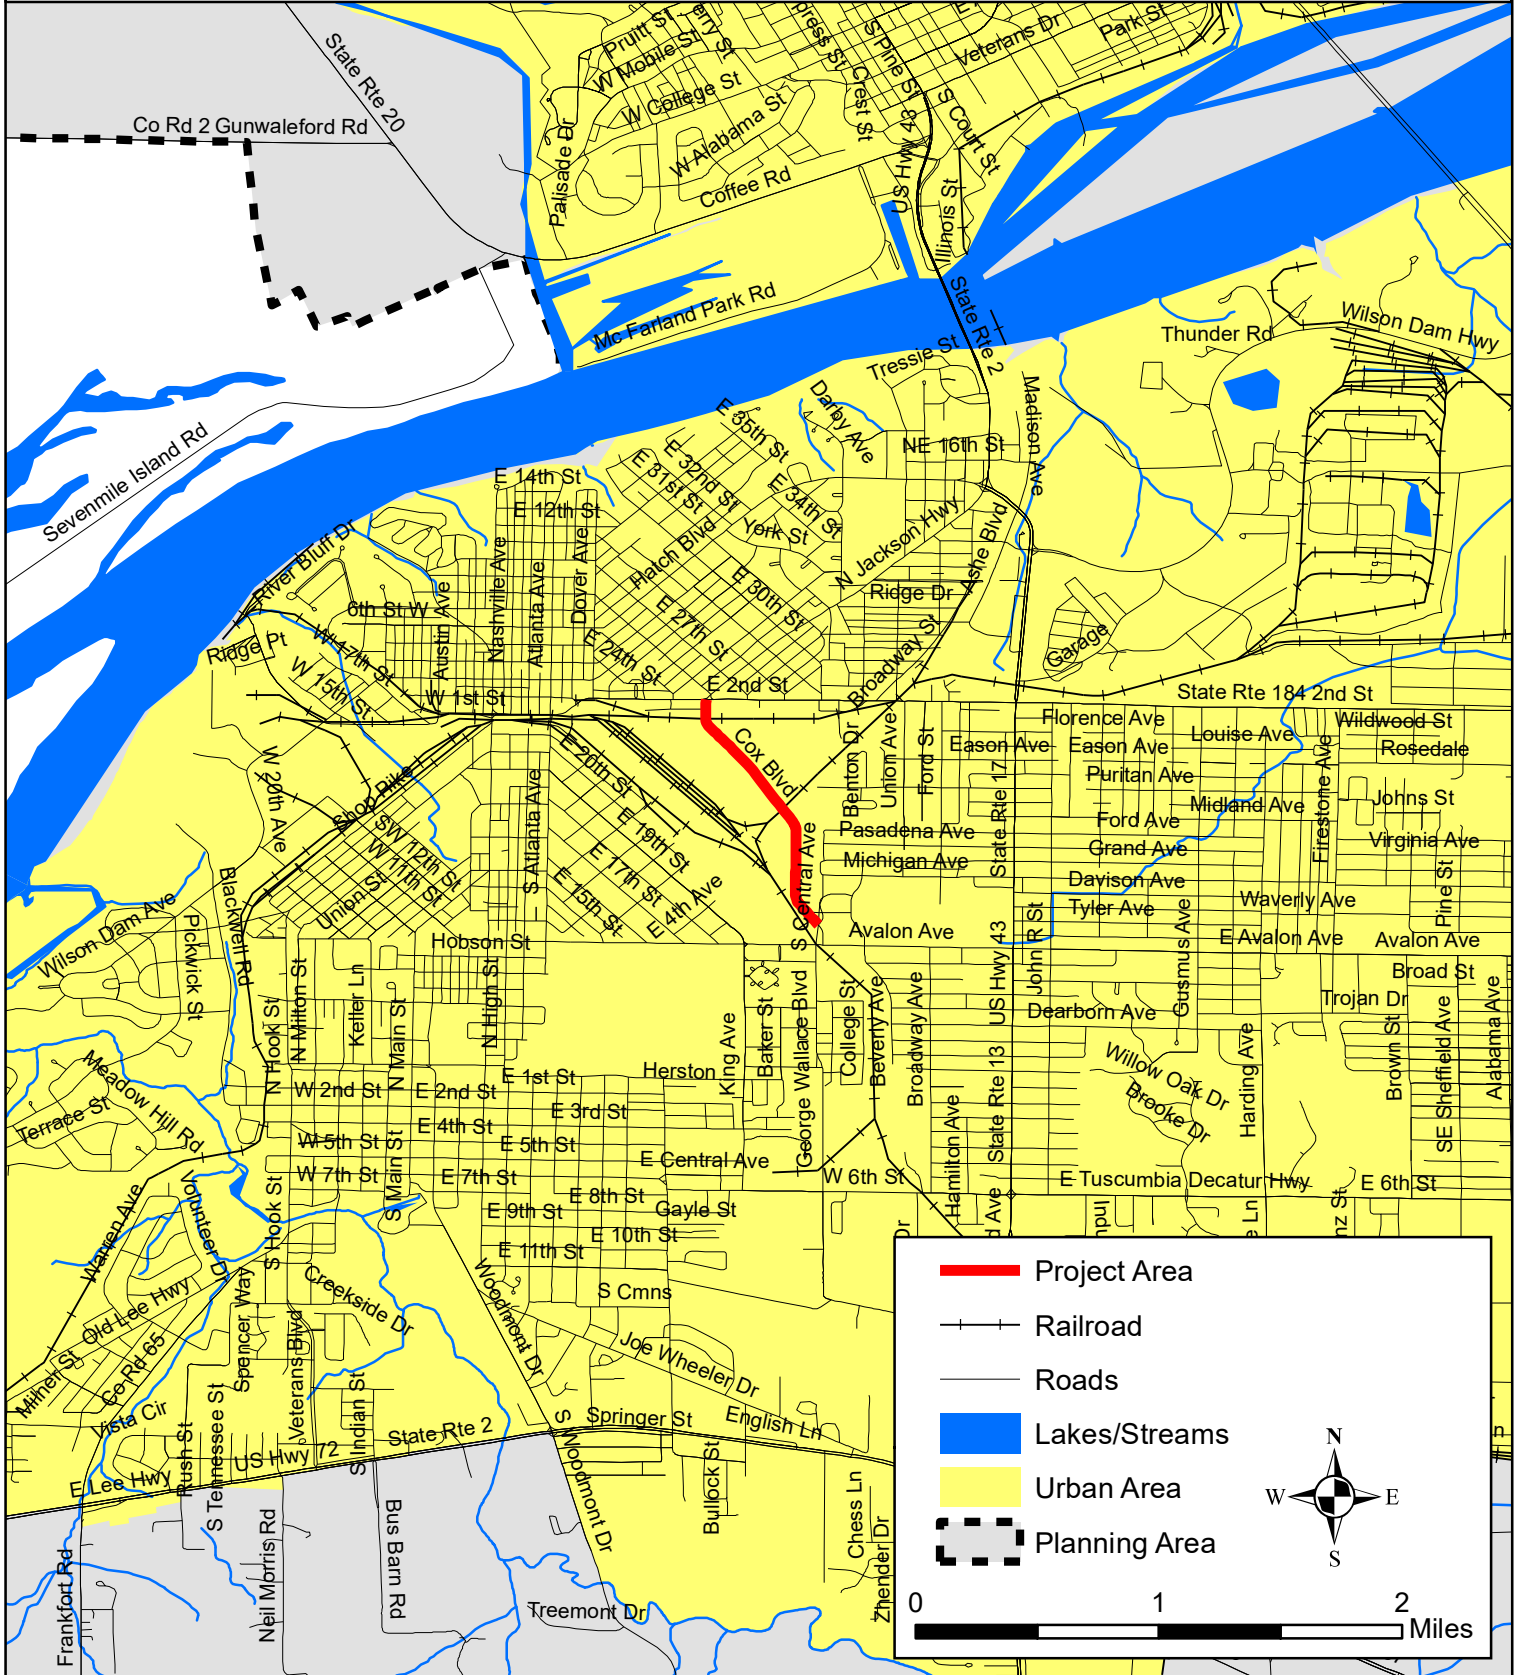 Pruitt St
erry St
press St
S Pine St
Veterans Dr
Park St
W Mobile St
State Rte 20
W College St
Crest St
S Court St
Co Rd 2 Gunwaleford Rd
W Alabama St
US Hwy 43
Palisade Dr
Coffee Rd
Illinois St
Mc Farland Park Rd
State Rte 2
Wilson Dam Hwy
Thunder Rd
Tressie St
Madison Ave
Sevenmile Island Rd
E 35th St
Darby Ave
E 32nd St
NE 16th St
E 31st St
E 14th St
E 34th St
E 12th St
York St
N Jackson Hwy
Ashe Blvd
River Bluff Dr
Hatch Blvd
Nashville Ave
Atlanta Ave
Dover Ave
Austin Ave
6th St W
E 30th St
Ridge Dr
E 27th St
Ridge Pt
W 17th St
E 24th St
Broadway St
Garage
W 15th St
W 1st St
E 2nd St
State Rte 184 2nd St
Florence Ave
Wildwood St
Louise Ave
Rosedale
Cox Blvd
Benton Dr
Union Ave
Ford St
Eason Ave
Eason Ave
Puritan Ave
Firestone Ave
W 20th Ave
Shop Pike
E 20th St
Midland Ave
Johns St
S Atlanta Ave
Ford Ave
SW 12th St
E 19th St
Pasadena Ave
Virginia Ave
State Rte 17
Grand Ave
W 11th St
E 17th St
Michigan Ave
Davison Ave
Union St
E 15th St
E 4th Ave
S Central Ave
Tyler Ave
Waverly Ave
Pine St
Blackwell Rd
Wilson Dam Ave
Pickwick St
Hobson St
Avalon Ave
US Hwy 43
John R St
Gusmus Ave
E Avalon Ave
Avalon Ave
Broad St
N Milton St
Keller Ln
N High St
Trojan Dr
Dearborn Ave
N Hook St
N Main St
King Ave
Baker St
George Wallace Blvd
College St
Beverly Ave
Broadway Ave
Harding Ave
Brown St
SE Sheffield Ave
Alabama Ave
Meadow Hill Rd
Willow Oak Dr
Brooke Dr
Terrace St
W 2nd St
E 2nd St
E 1st St
Herston
E 3rd St
E 4th St
W 5th St
E 5th St
E Central Ave
State Rte 13
Hamilton Ave
W 7th St
E 7th St
W 6th St
E Tuscumbia Decatur Hwy
E 6th St
S Main St
E 8th St
Volunteer Dr
S Hook St
E 9th St
Gayle St
Dr
d Ave
nput
e Ln
nz St
Warren Ave
E 10th St
E 11th St
Woodmont Dr
S Cmns
Old Lee Hwy
Spencer Way
Creekside Dr
Joe Wheeler Dr
Co Rd 65
Milner St
Veterans Blvd
Vista Cir
Rush St
S Tennessee St
S Indian St
State Rte 2
Springer St
English Ln
US Hwy 72
E Lee Hwy
S Woodmont Dr
Bullock St
Chess Ln
Zhender Dr
Frankfort Rd
Neil Morris Rd
Bus Barn Rd
Treemont Dr
n
Project Area
Railroad
Roads
Lakes/Streams
Urban Area
Planning Area
N
W E
S
0 1 2
Miles